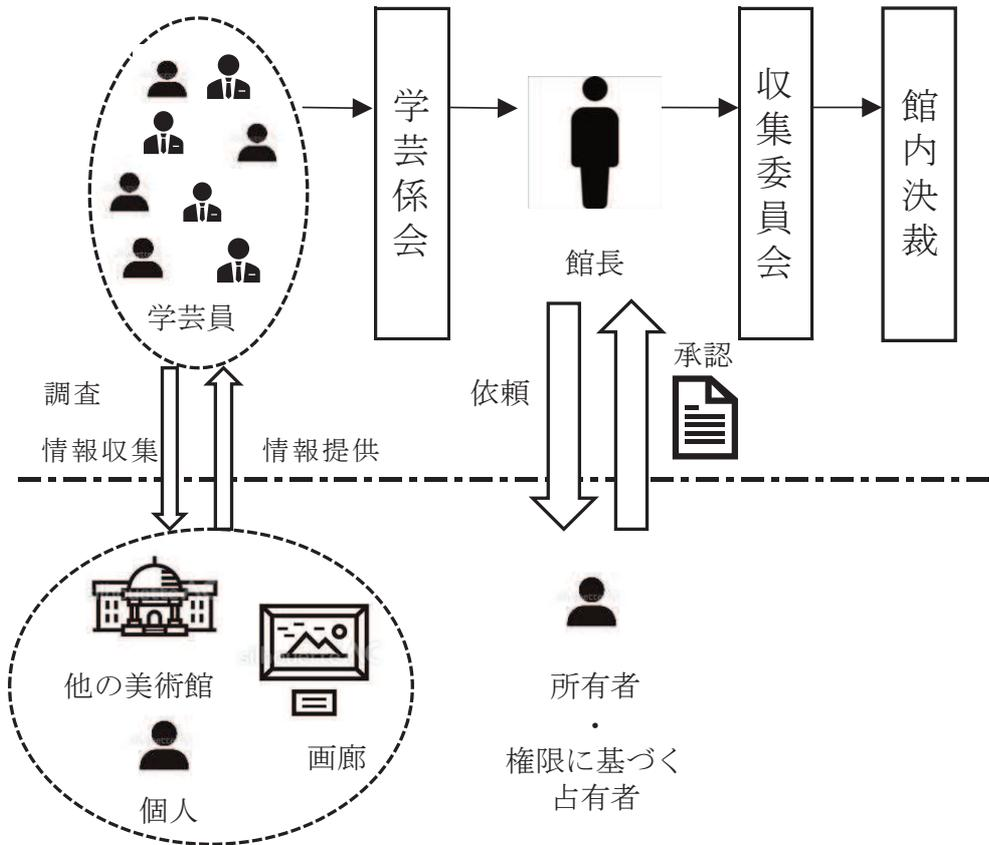 学芸係会
収集委員会
館内決裁
館長
学芸員
承認
調査
依頼
情報収集
情報提供
他の美術館
所有者
・
画廊
権限に基づく
占有者
個人